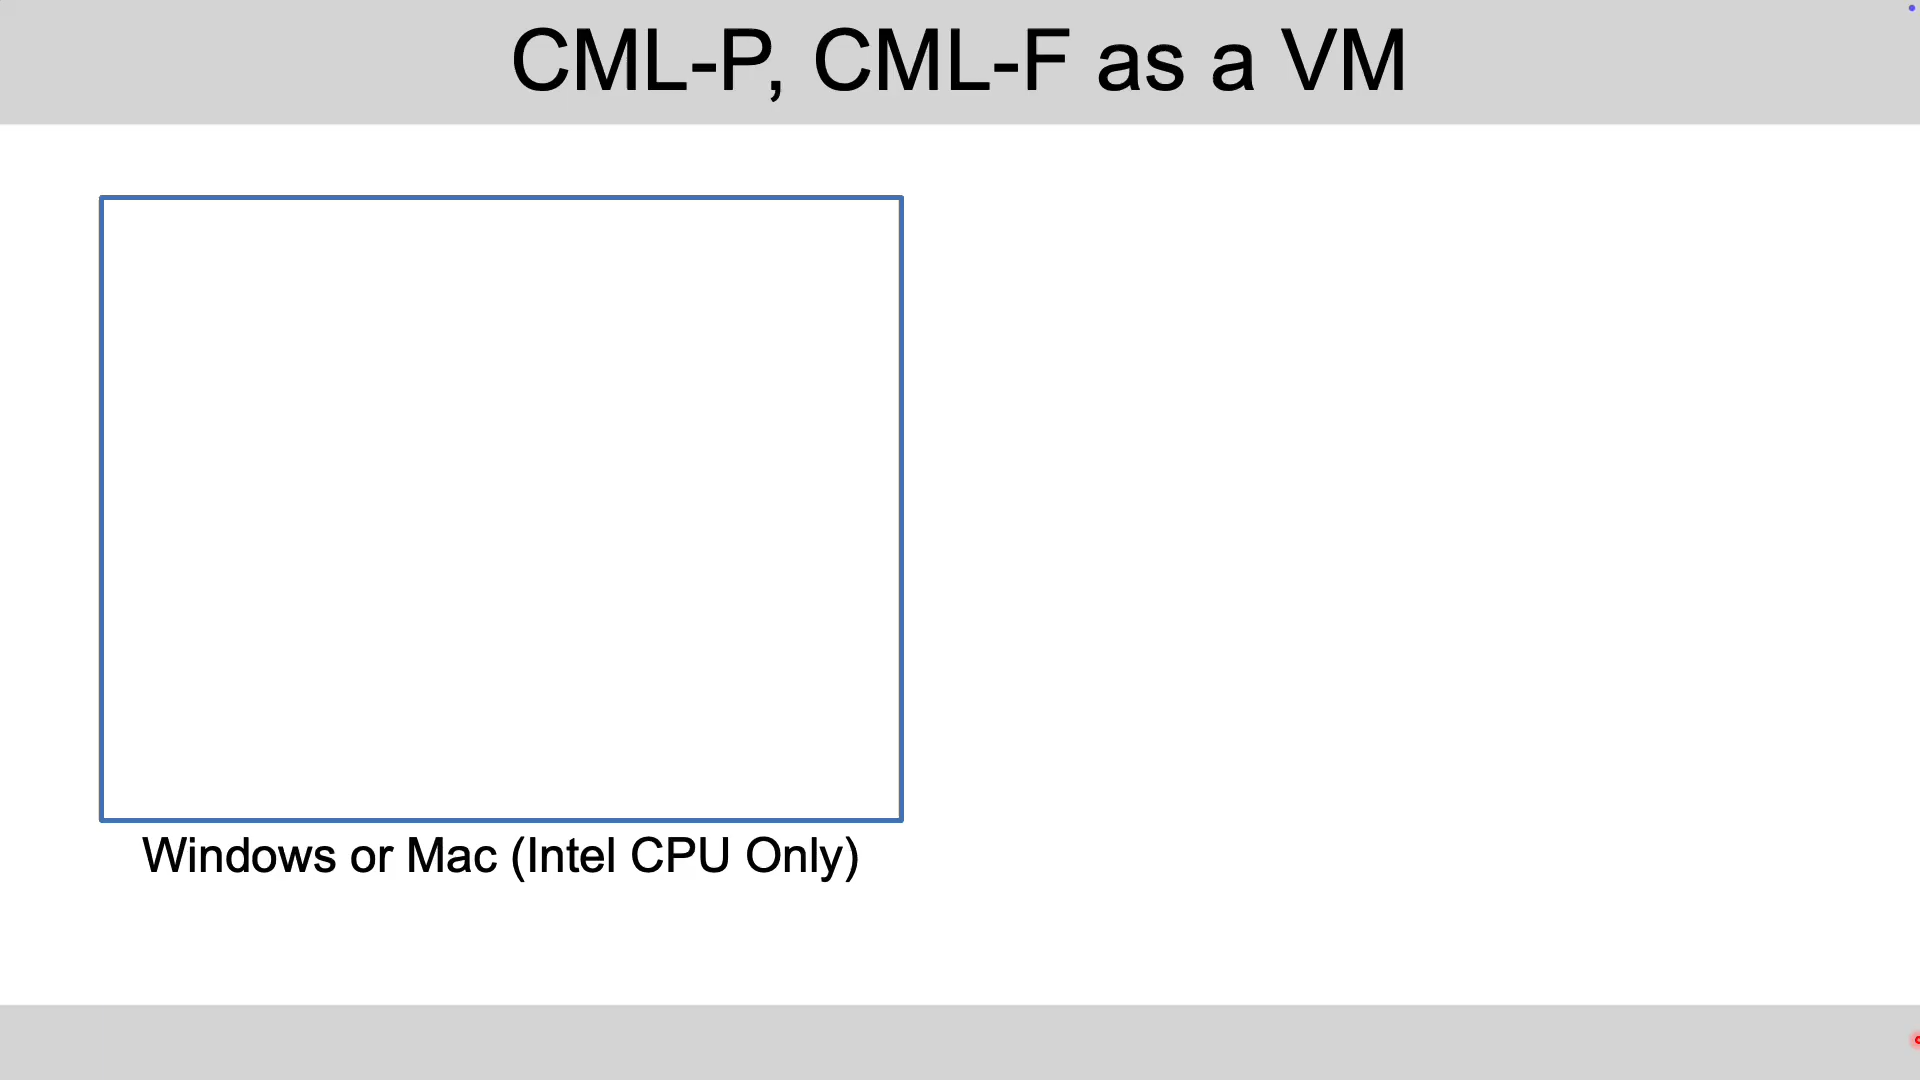 CML-P, CML-F as a VM
Windows or Mac (Intel CPU Only)